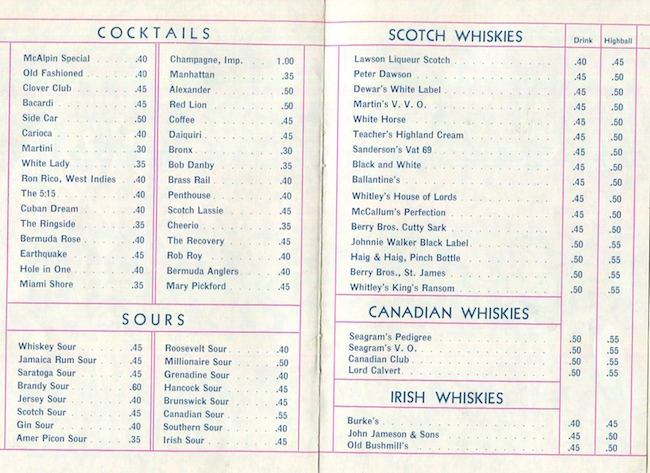 COCKTAILS
McAlpin Special .40
Old Fashioned .40
Clover Club .45
Bacardi .45
Side Car .50
Carioca .40
Martini .30
White Lady .35
Ron Rico, West Indies .40
The 5:15 .40
Cuban Dream .40
The Ringside .35
Bermuda Rose .40
Earthquake .45
Hole in One .40
Miami Shore .35
Champagne, Imp. 1.00
Manhattan .35
Alexander .50
Red Lion .50
Coffee .45
Daiquiri .45
Bronx .30
Bob Danby .35
Brass Rail .40
Penthouse .40
Scotch Lassie .45
Cheerio .35
The Recovery .45
Rob Roy .40
Bermuda Anglers .40
Mary Pickford .45
SOURS
Whiskey Sour .45
Jamaica Rum Sour .45
Saratoga Sour .45
Brandy Sour .60
Jersey Sour .40
Scotch Sour .45
Gin Sour .40
Amer Picon Sour .35
Roosevelt Sour .40
Millionaire Sour .50
Grenadine Sour .40
Hancock Sour .45
Brunswick Sour .45
Canadian Sour .55
Southern Sour .40
Irish Sour .45
SCOTCH WHISKIES Drink Highball
Lawson Liqueur Scotch .40 .45
Peter Dawson .45 .50
Dewar's White Label .45 .50
Martin's V. V. O. .45 .50
White Horse .45 .50
Teacher's Highland Cream .45 .50
Sanderson's Vat 69 .45 .50
Black and White .45 .50
Ballantine's .45 .50
Whitley's House of Lords .45 .50
McCallum's Perfection .45 .50
Berry Bros. Cutty Sark .45 .50
Johnnie Walker Black Label .50 .55
Haig & Haig, Pinch Bottle .50 .55
Berry Bros., St. James .50 .55
Whitley's King's Ransom .50 .55
CANADIAN WHISKIES
Seagram's Pedigree .50 .55
Seagram's V. O. .50 .55
Canadian Club .50 .55
Lord Calvert .50 .55
IRISH WHISKIES
Burke's .40 .45
John Jameson & Sons .45 .50
Old Bushmill's .45 .50